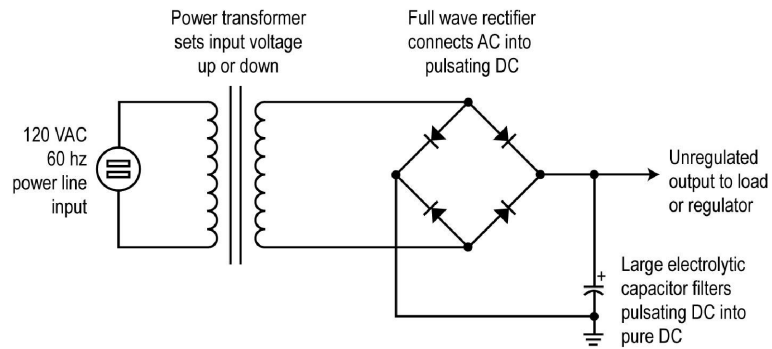 Power transformer
sets input voltage
up or down
Full wave rectifier
connects AC into
pulsating DC
120 VAC
60 hz
power line
input
Unregulated
output to load
or regulator
+
Large electrolytic
capacitor filters
pulsating DC into
pure DC